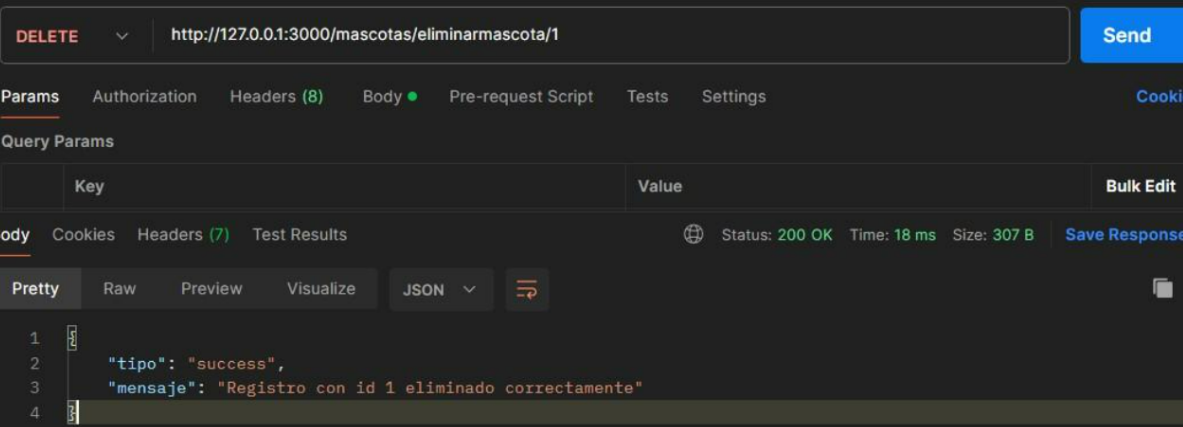 DELETE http://127.0.0.1:3000/mascotas/eliminarmascota/1 Send
Params Authorization Headers (8) Body Pre-request Script Tests Settings Cooki
Query Params
Key Value Bulk Edit
ody Cookies Headers (7) Test Results Status: 200 OK Time: 18 ms Size: 307 B Save Response
Pretty Raw Preview Visualize JSON
1 {
2 "tipo": "success",
3 "mensaje": "Registro con id 1 eliminado correctamente"
4 }